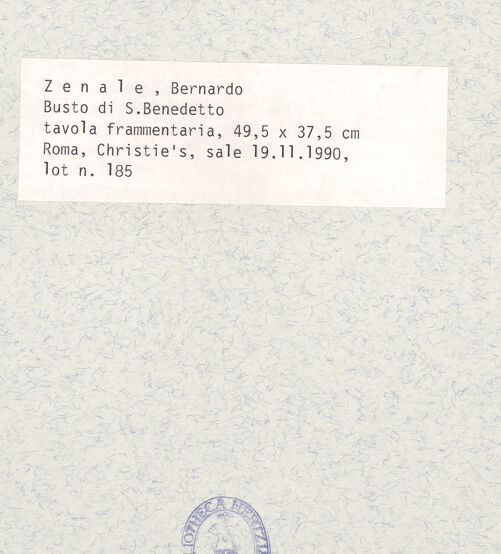 Z e n a l e , Bernardo
Busto di S.Benedetto
tavola frammentaria, 49,5 x 37,5 cm
Roma, Christie's, sale 19.11.1990,
lot n. 185